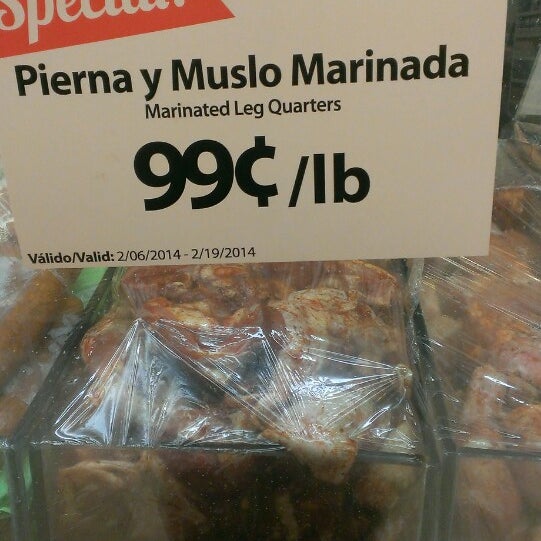 Special!
Pierna y Muslo Marinada
Marinated Leg Quarters
99¢/lb
Válido/Valid: 2/06/2014 - 2/19/2014